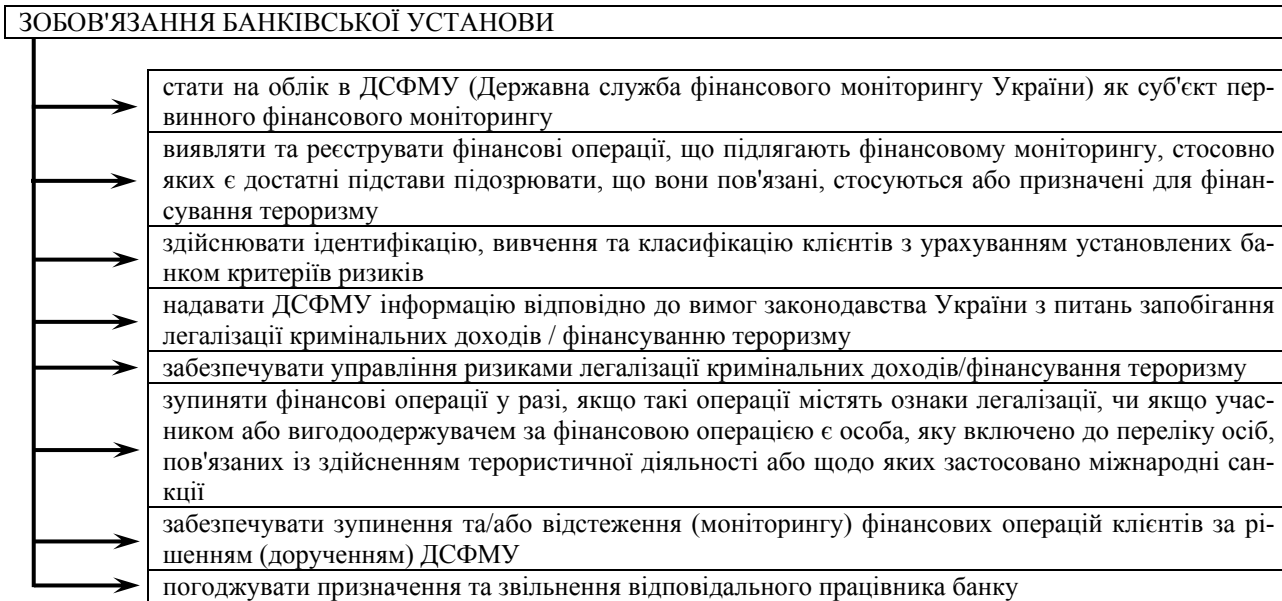 ЗОБОВ'ЯЗАННЯ БАНКІВСЬКОЇ УСТАНОВИ
стати на облік в ДСФМУ (Державна служба фінансового моніторингу України) як суб'єкт пер-
винного фінансового моніторингу
виявляти та реєструвати фінансові операції, що підлягають фінансовому моніторингу, стосовно
яких є достатні підстави підозрювати, що вони пов'язані, стосуються або призначені для фінан-
сування тероризму
здійснювати ідентифікацію, вивчення та класифікацію клієнтів з урахуванням установлених ба-
нком критеріїв ризиків
надавати ДСФМУ інформацію відповідно до вимог законодавства України з питань запобігання
легалізації кримінальних доходів / фінансуванню тероризму
забезпечувати управління ризиками легалізації кримінальних доходів/фінансування тероризму
зупиняти фінансові операції у разі, якщо такі операції містять ознаки легалізації, чи якщо учас-
ником або вигодоодержувачем за фінансовою операцією є особа, яку включено до переліку осіб,
пов'язаних із здійсненням терористичної діяльності або щодо яких застосовано міжнародні сан-
кції
забезпечувати зупинення та/або відстеження (моніторингу) фінансових операцій клієнтів за рі-
шенням (дорученням) ДСФМУ
погоджувати призначення та звільнення відповідального працівника банку